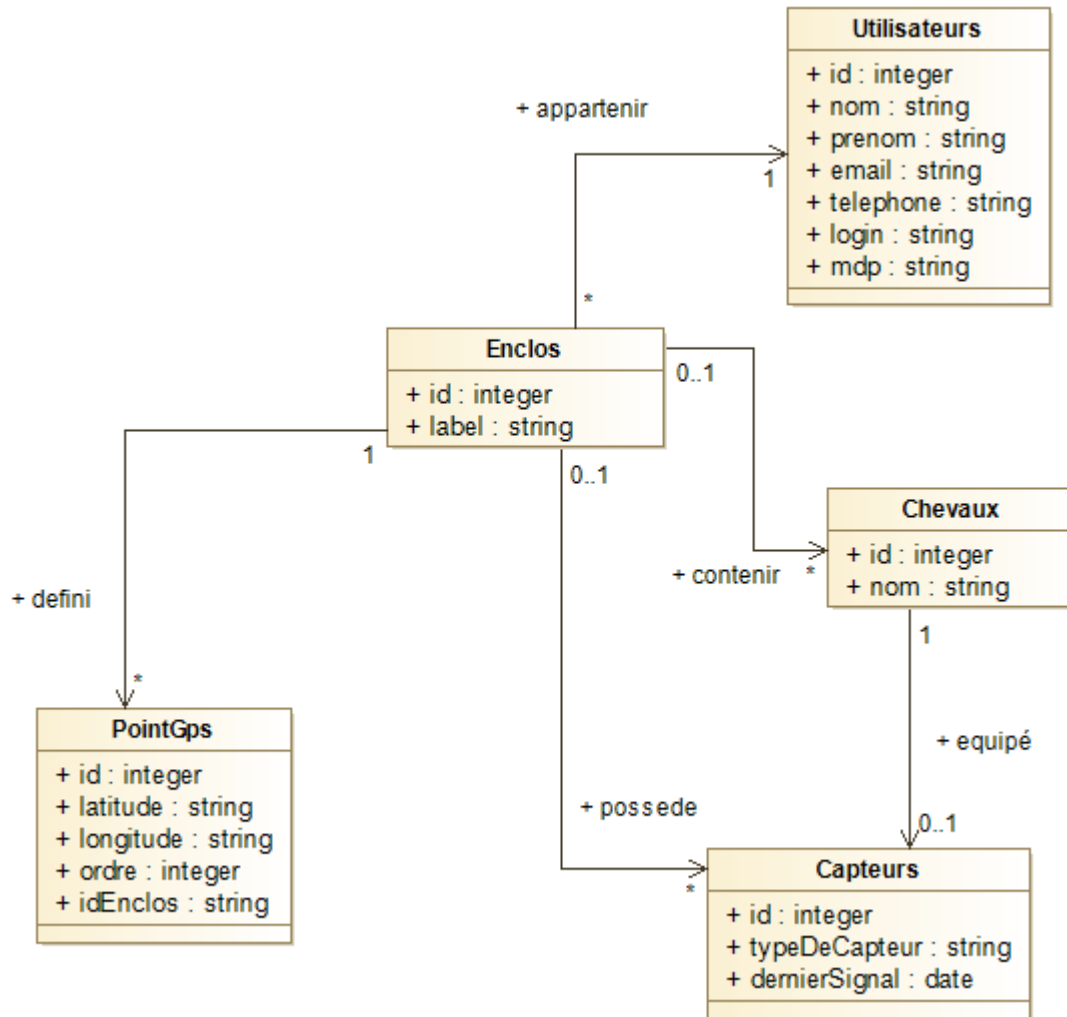 Utilisateurs
+ id : integer
+ nom : string
+ prenom : string
+ email : string
+ telephone : string
+ login : string
+ mdp : string
+ appartenir
1
*
Enclos
+ id : integer
+ label : string
0..1
1
0..1
Chevaux
+ id : integer
+ nom : string
+ contenir
*
1
+ defini
*
PointGps
+ id : integer
+ latitude : string
+ longitude : string
+ ordre : integer
+ idEnclos : string
+ equipé
+ possede
0..1
*
Capteurs
+ id : integer
+ typeDeCapteur : string
+ dernierSignal : date